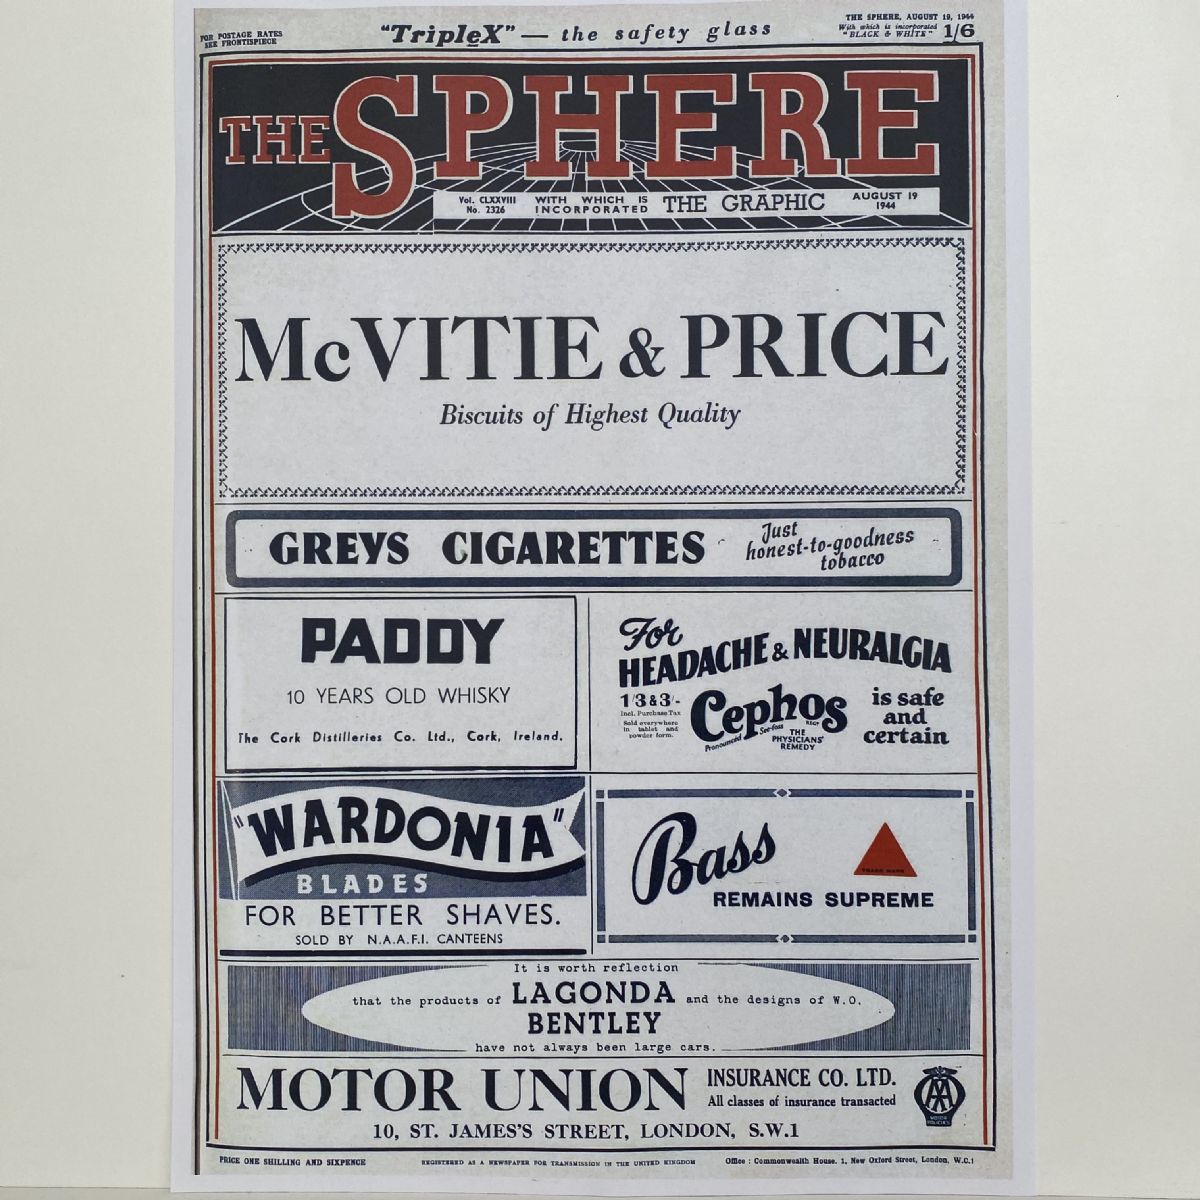 FOR POSTAGE RATES
SEE FRONTISPIECE
"TripleX" — the safety glass
THE SPHERE, AUGUST 19, 1944
With which is incorporated
"BLACK & WHITE"
1/6
THE SPHERE
Vol. CLXXVIII
No. 2326
WITH WHICH IS
INCORPORATED
THE GRAPHIC
AUGUST 19
1944
McVITIE & PRICE
Biscuits of Highest Quality
GREYS CIGARETTES
Just
honest-to-goodness
tobacco
PADDY
10 YEARS OLD WHISKY
The Cork Distilleries Co. Ltd., Cork, Ireland.
For
HEADACHE & NEURALGIA
1/3 & 3/-
Incl. Purchase Tax
Sold everywhere
in tablet and
powder form.
Cephos
REGD
Pronounced See-foss
THE
PHYSICIANS'
REMEDY
is safe
and
certain
"WARDONIA"
BLADES
FOR BETTER SHAVES.
SOLD BY N.A.A.F.I. CANTEENS
Bass
TRADE MARK
REMAINS SUPREME
It is worth reflection
that the products of LAGONDA and the designs of W.O.
BENTLEY
have not always been large cars.
MOTOR UNION
INSURANCE CO. LTD.
All classes of insurance transacted
AA
MOTOR
POLICIES
10, ST. JAMES'S STREET, LONDON, S.W.1
PRICE ONE SHILLING AND SIXPENCE
REGISTERED AS A NEWSPAPER FOR TRANSMISSION IN THE UNITED KINGDOM
Office : Commonwealth House, 1, New Oxford Street, London, W.C.1